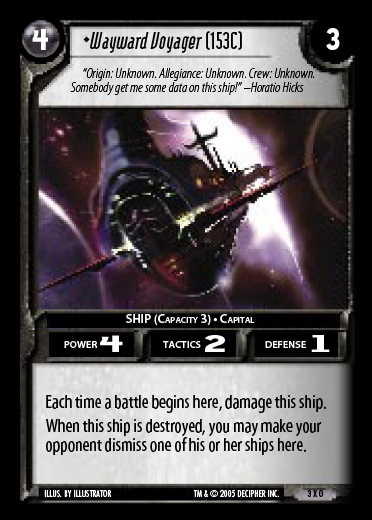 4
•Wayward Voyager (153C)
3
"Origin: Unknown. Allegiance: Unknown. Crew: Unknown.
Somebody get me some data on this ship!" –Horatio Hicks
SHIP (CAPACITY 3) • CAPITAL
POWER 4 TACTICS 2 DEFENSE 1
Each time a battle begins here, damage this ship.
When this ship is destroyed, you may make your
opponent dismiss one of his or her ships here.
ILLUS. BY ILLUSTRATOR TM & © 2005 DECIPHER INC. 3 X 0